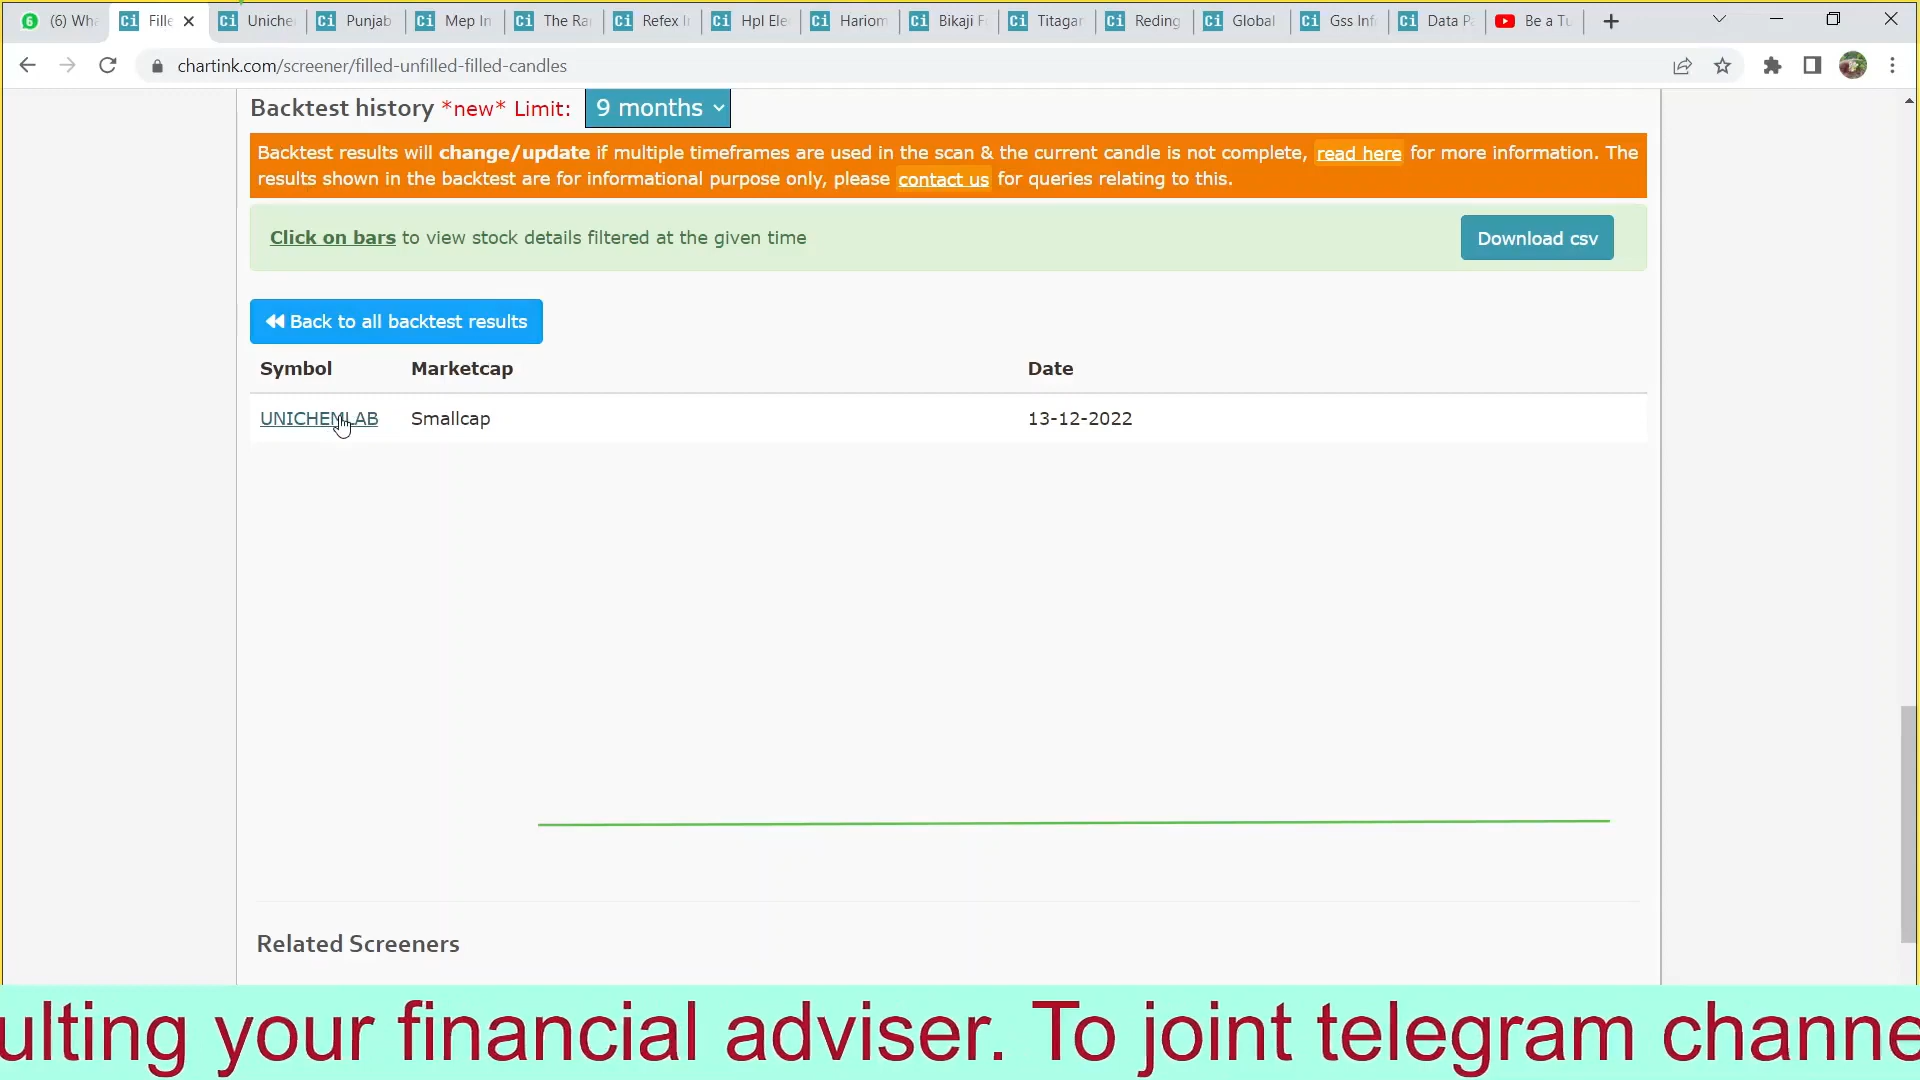 (6) Wha
Fille
Uniche
Punjab
Mep In
The Ra
Refex I
Hpl Ele
Hariom
Bikaji F
Titagar
Reding
Global
Gss Inf
Data P
Be a Tu
chartink.com/screener/filled-unfilled-filled-candles
Backtest history *new* Limit: 9 months
Backtest results will change/update if multiple timeframes are used in the scan & the current candle is not complete, read here for more information. The
results shown in the backtest are for informational purpose only, please contact us for queries relating to this.
Click on bars to view stock details filtered at the given time
Download csv
Back to all backtest results
Symbol Marketcap Date
UNICHEMLAB Smallcap 13-12-2022
Related Screeners
ulting your financial adviser. To joint telegram channe